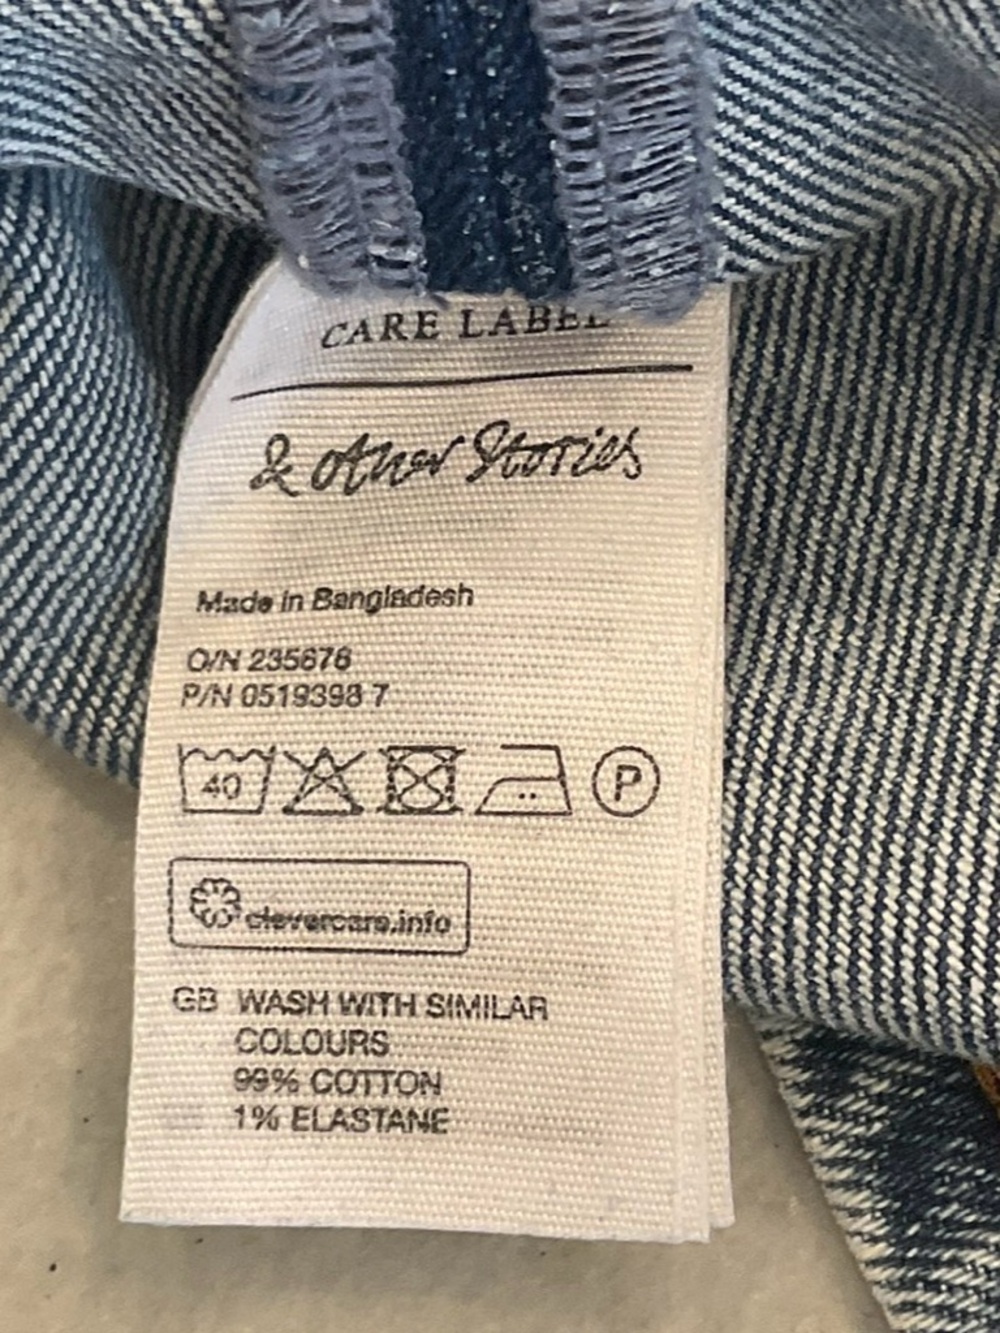 CARE LABEL
& other Stories
Made in Bangladesh
O/N 235676
P/N 0519398 7
40
P
clevercare.info
GB WASH WITH SIMILAR
COLOURS
99% COTTON
1% ELASTANE